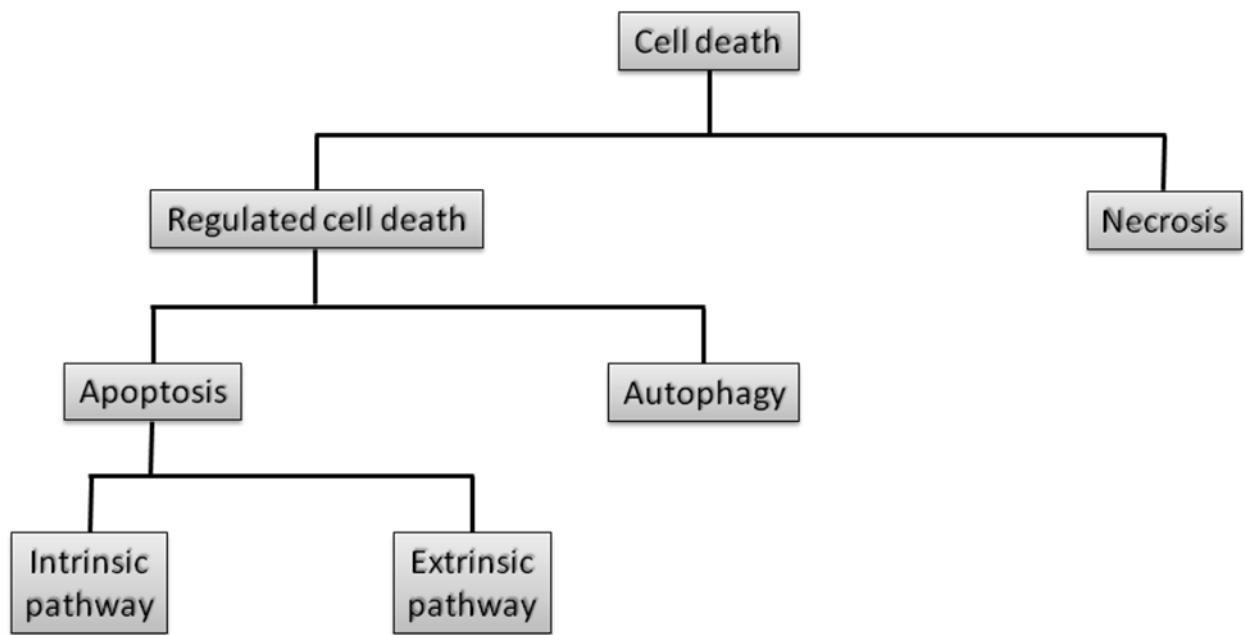 Cell death
Regulated cell death
Necrosis
Apoptosis
Autophagy
Intrinsic
pathway
Extrinsic
pathway